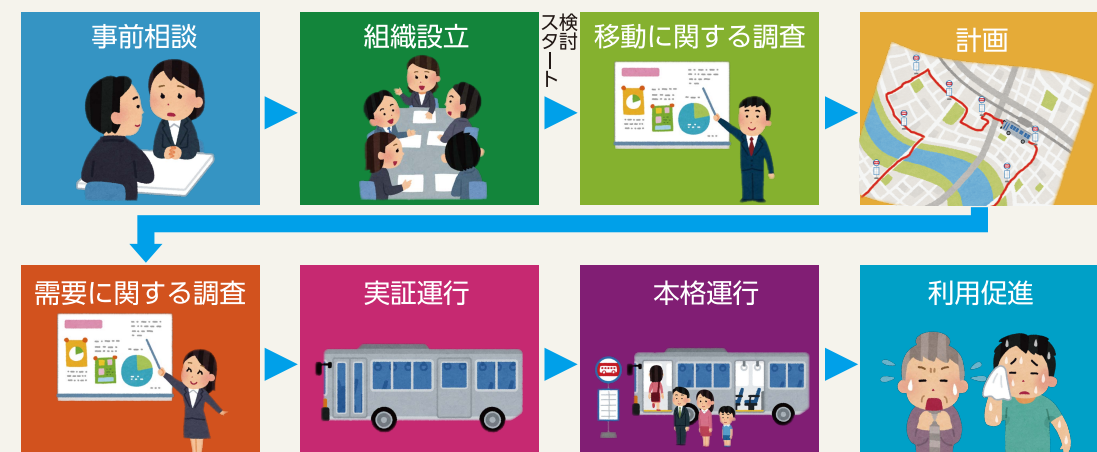 事前相談
組織設立
検討
スタート
移動に関する調査
計画
需要に関する調査
実証運行
本格運行
利用促進